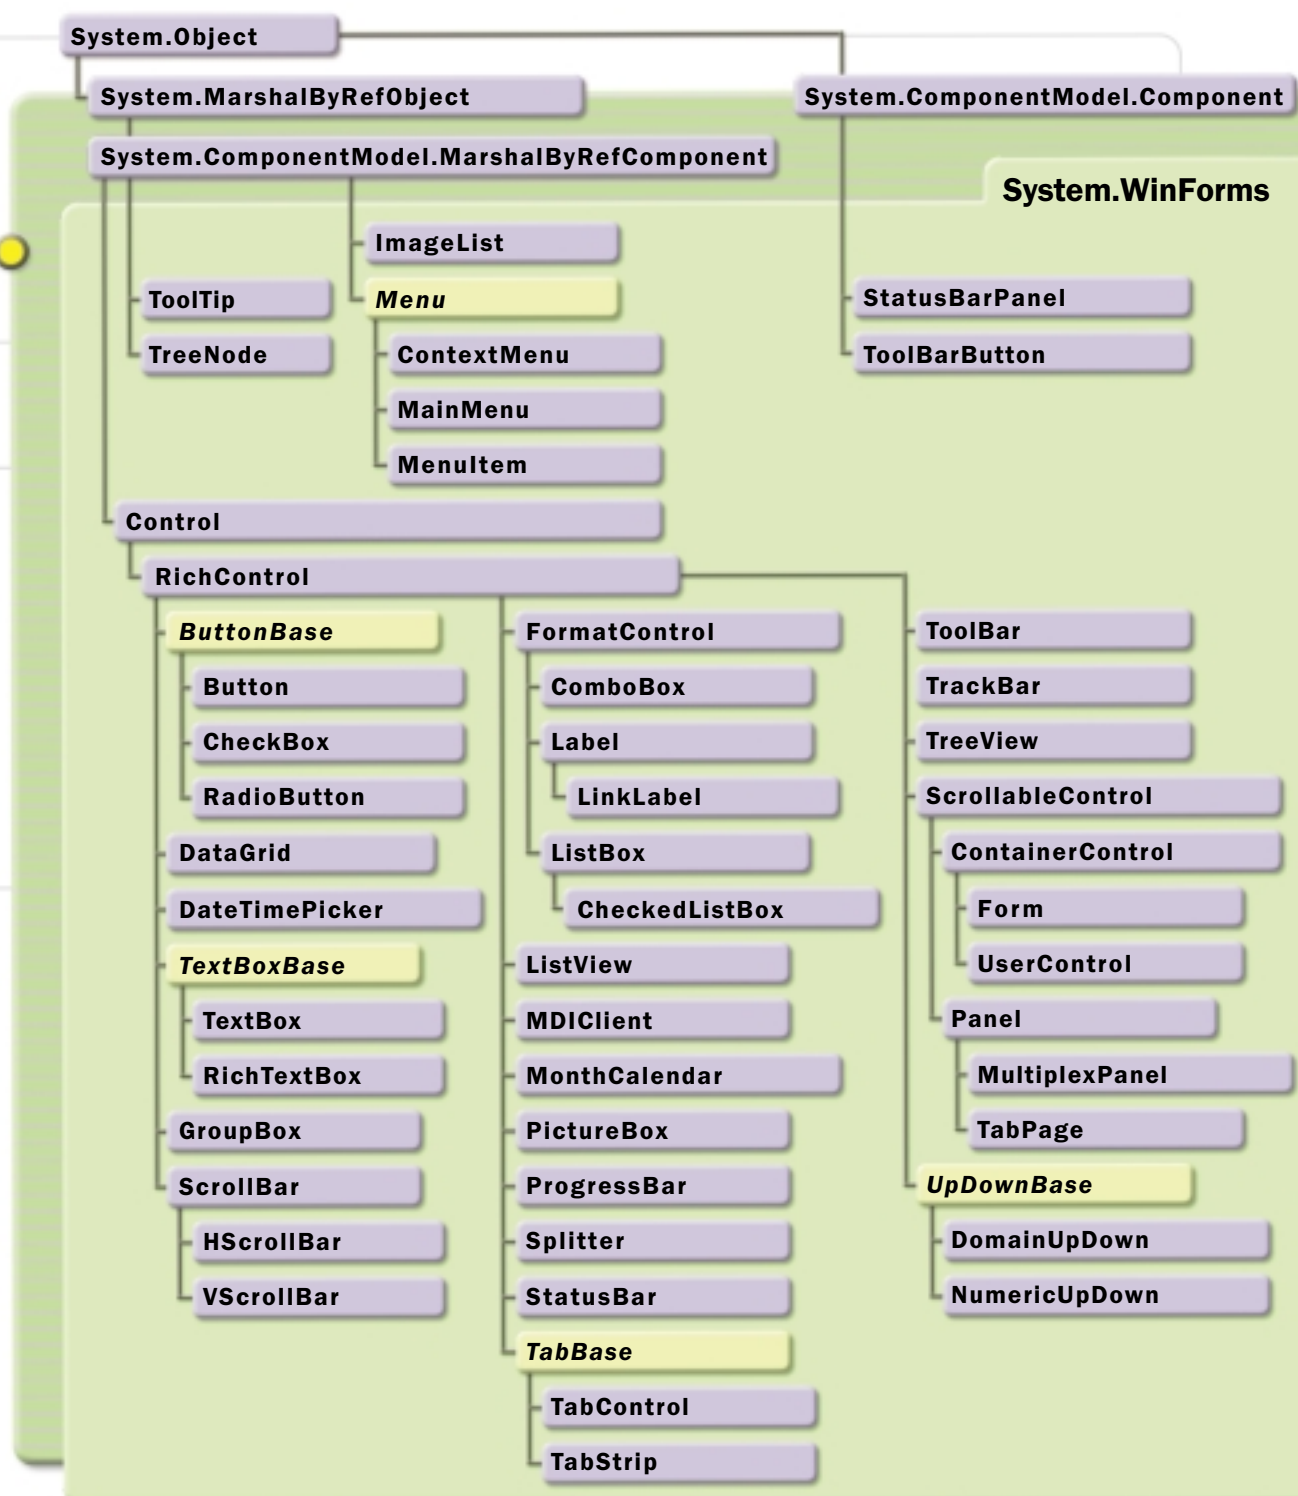 System.Object
System.MarshalByRefObject
System.ComponentModel.Component
System.ComponentModel.MarshalByRefComponent
System.WinForms
ImageList
ToolTip
Menu
StatusBarPanel
TreeNode
ContextMenu
ToolBarButton
MainMenu
MenuItem
Control
RichControl
ButtonBase
Button
CheckBox
RadioButton
DataGrid
DateTimePicker
TextBoxBase
TextBox
RichTextBox
GroupBox
ScrollBar
HScrollBar
VScrollBar
FormatControl
ComboBox
Label
LinkLabel
ListBox
CheckedListBox
ListView
MDIClient
MonthCalendar
PictureBox
ProgressBar
Splitter
StatusBar
TabBase
TabControl
TabStrip
ToolBar
TrackBar
TreeView
ScrollableControl
ContainerControl
Form
UserControl
Panel
MultiplexPanel
TabPage
UpDownBase
DomainUpDown
NumericUpDown